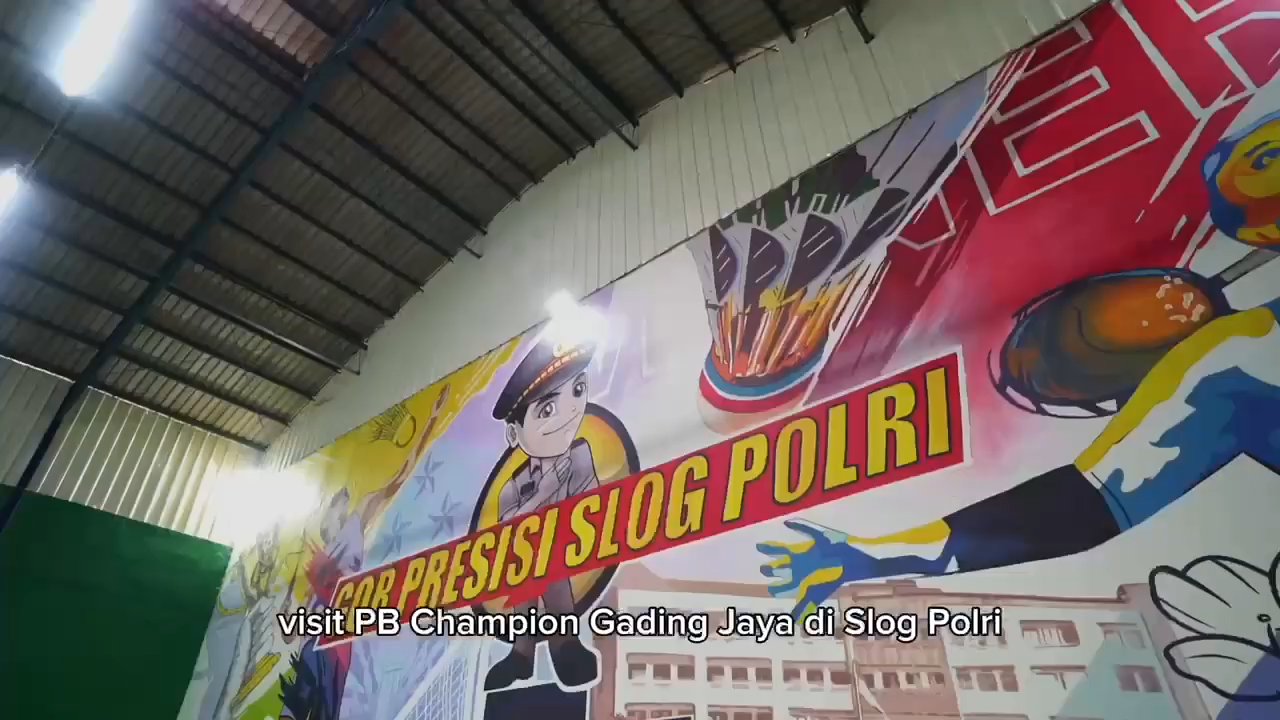 GOR PRESISI SLOG POLRI
visit PB Champion Gading Jaya di Slog Polri